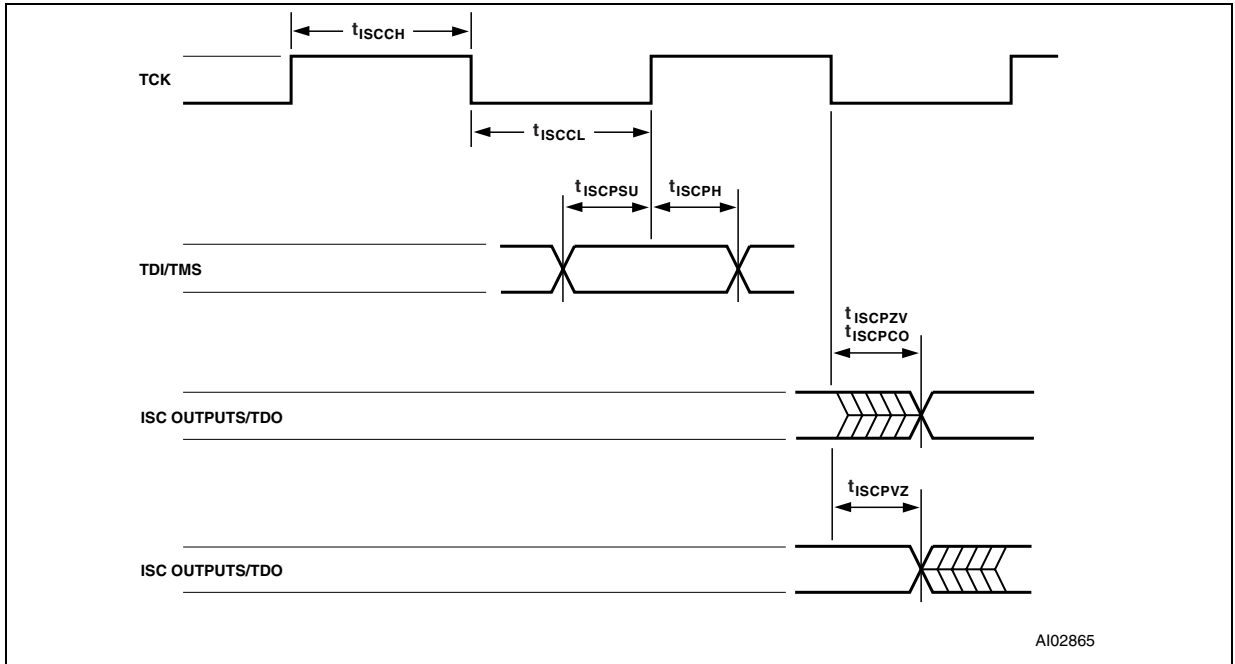 tISCCH
TCK
tISCCL
tISCPSU
tISCPH
TDI/TMS
tISCPZV
tISCPCO
ISC OUTPUTS/TDO
tISCPVZ
ISC OUTPUTS/TDO
AI02865